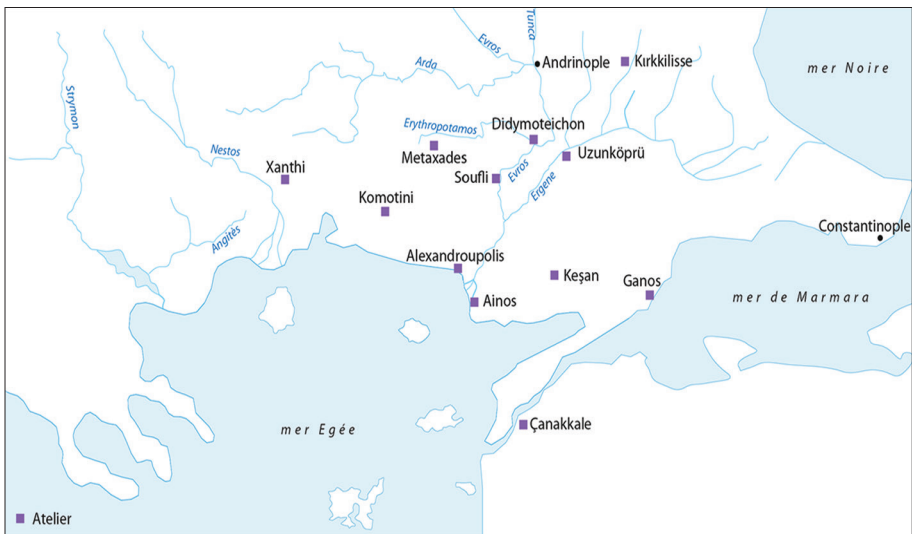 Strymon
Nestos
Angitès
Arda
Evros
Tunca
Andrinople
Kırkkilisse
mer Noire
Erythropotamos
Didymoteichon
Metaxades
Uzunköprü
Xanthi
Soufli
Evros
Ergene
Komotini
Constantinople
Alexandroupolis
Keşan
Ganos
Ainos
mer de Marmara
mer Egée
Çanakkale
Atelier